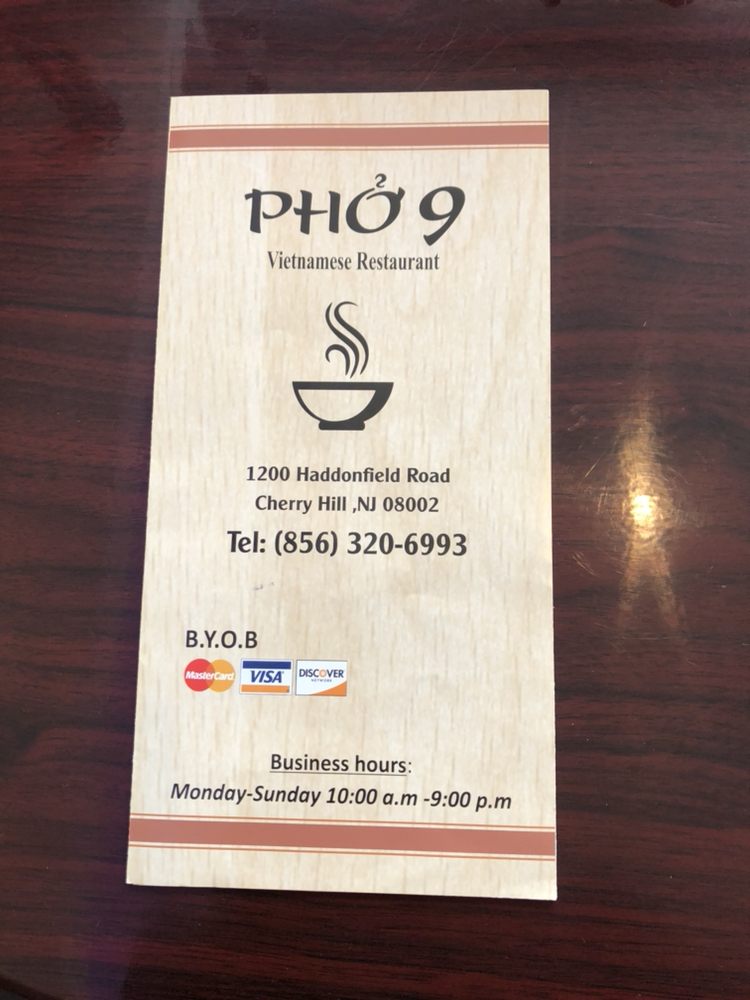 PHỞ 9
Vietnamese Restaurant
1200 Haddonfield Road
Cherry Hill ,NJ 08002
Tel: (856) 320-6993
B.Y.O.B
MasterCard VISA DISCOVER
NETWORK
Business hours:
Monday-Sunday 10:00 a.m -9:00 p.m